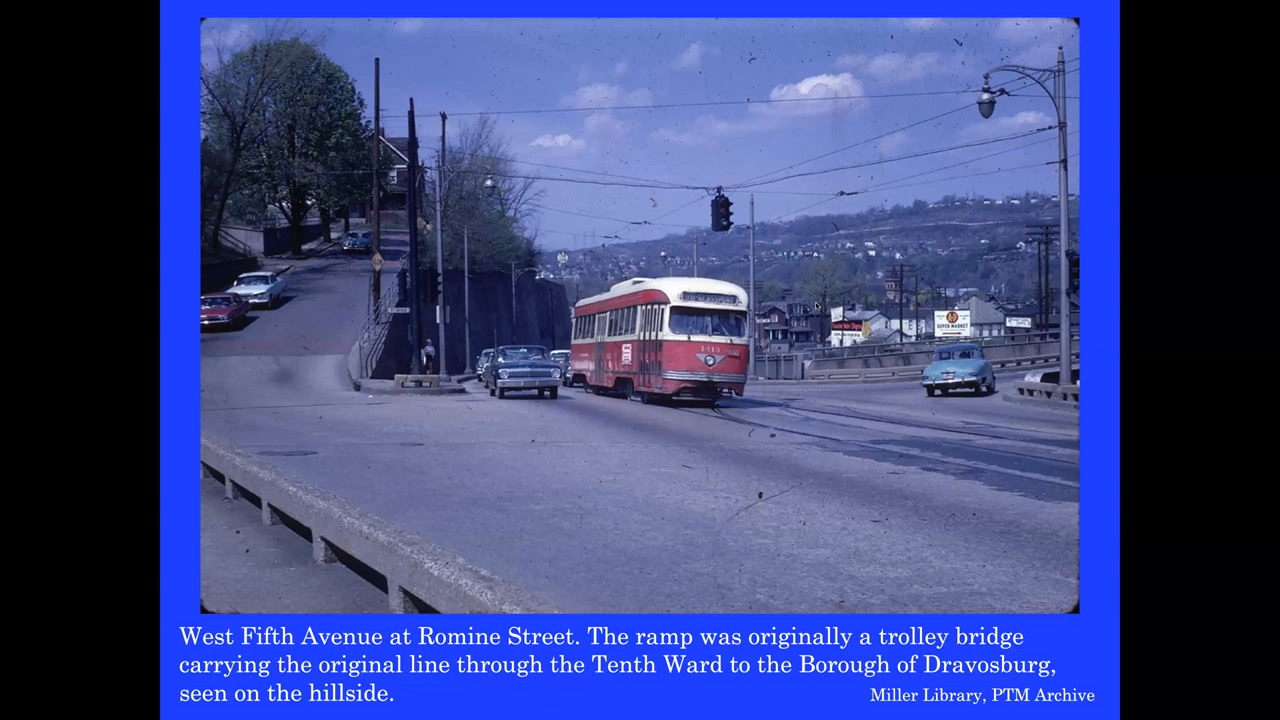 SUPER MARKET
West Fifth Avenue at Romine Street. The ramp was originally a trolley bridge
carrying the original line through the Tenth Ward to the Borough of Dravosburg,
seen on the hillside.
Miller Library, PTM Archive